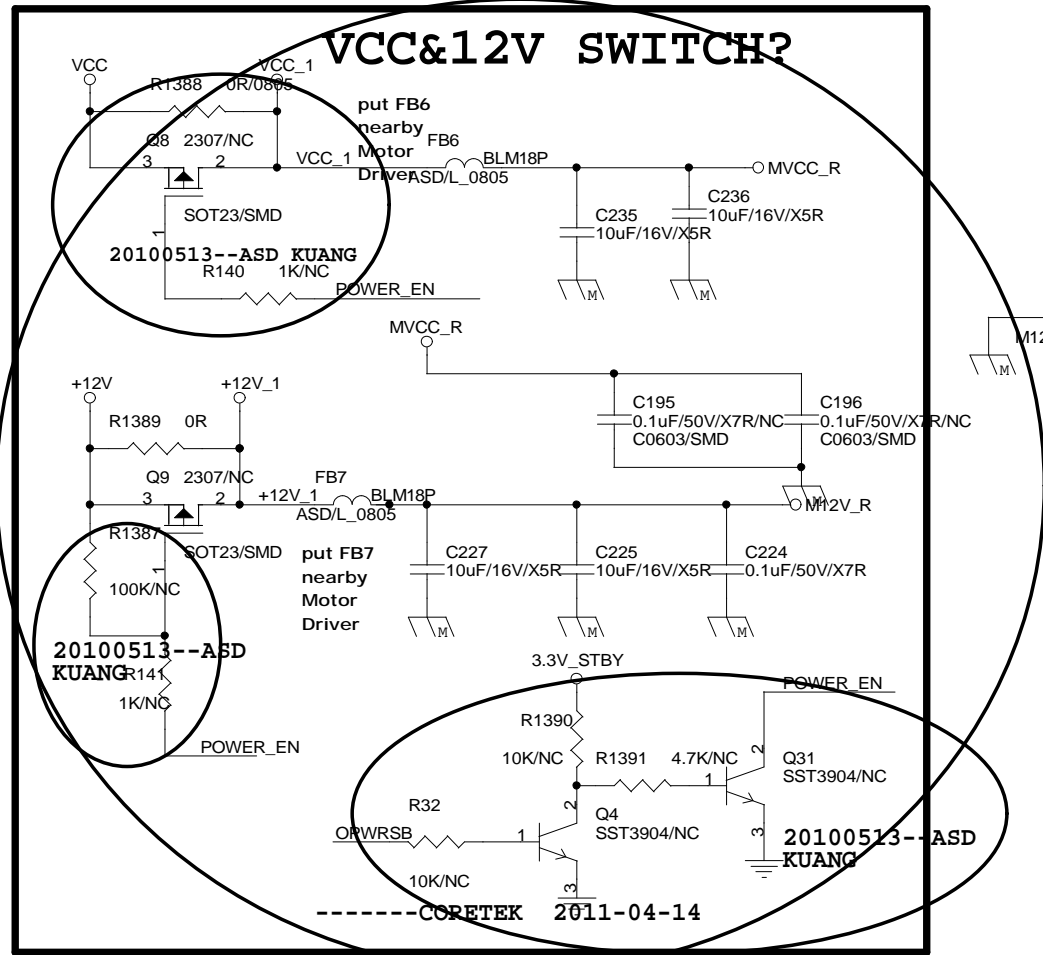 VCC&12V SWITCH?
VCC
VCC_1
R1388
0R/0805
put FB6
nearby
Motor
Driver
Q8
2307/NC
3
2
VCC_1
FB6
BLM18P
ASD/L_0805
MVCC_R
SOT23/SMD
1
C235
10uF/16V/X5R
C236
10uF/16V/X5R
20100513--ASD KUANG
R140
1K/NC
POWER_EN
M
M
MVCC_R
M12
M
+12V
+12V_1
R1389
0R
C195
0.1uF/50V/X7R/NC
C0603/SMD
C196
0.1uF/50V/X7R/NC
C0603/SMD
Q9
2307/NC
3
2
+12V_1
FB7
BLM18P
ASD/L_0805
M
M12V_R
R1387
SOT23/SMD
1
100K/NC
put FB7
nearby
Motor
Driver
C227
10uF/16V/X5R
C225
10uF/16V/X5R
C224
0.1uF/50V/X7R
M
M
M
20100513--ASD
KUANG
R141
1K/NC
POWER_EN
3.3V_STBY
POWER_EN
R1390
10K/NC
R1391
4.7K/NC
1
2
Q31
SST3904/NC
3
R32
OPWRSB
10K/NC
1
2
Q4
SST3904/NC
3
20100513--ASD
KUANG
-------CORETEK 2011-04-14